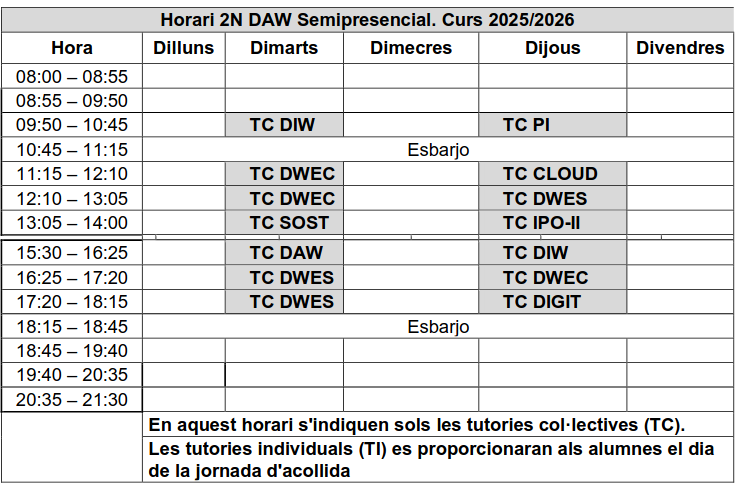 Horari 2N DAW Semipresencial. Curs 2025/2026
Hora Dilluns Dimarts Dimecres Dijous Divendres
08:00 – 08:55
08:55 – 09:50
09:50 – 10:45 TC DIW TC PI
10:45 – 11:15 Esbarjo
11:15 – 12:10 TC DWEC TC CLOUD
12:10 – 13:05 TC DWEC TC DWES
13:05 – 14:00 TC SOST TC IPO-II
15:30 – 16:25 TC DAW TC DIW
16:25 – 17:20 TC DWES TC DWEC
17:20 – 18:15 TC DWES TC DIGIT
18:15 – 18:45 Esbarjo
18:45 – 19:40
19:40 – 20:35
20:35 – 21:30
En aquest horari s'indiquen sols les tutories col·lectives (TC).
Les tutories individuals (TI) es proporcionaran als alumnes el dia
de la jornada d'acollida